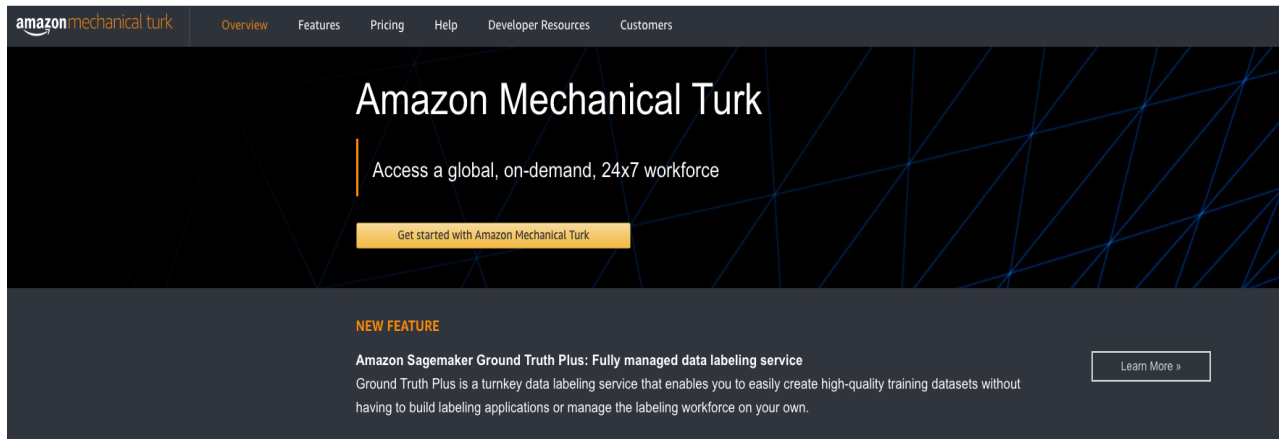 amazon mechanical turk
Overview Features Pricing Help Developer Resources Customers
Amazon Mechanical Turk
Access a global, on-demand, 24x7 workforce
Get started with Amazon Mechanical Turk
NEW FEATURE
Amazon Sagemaker Ground Truth Plus: Fully managed data labeling service
Ground Truth Plus is a turnkey data labeling service that enables you to easily create high-quality training datasets without
having to build labeling applications or manage the labeling workforce on your own.
Learn More »